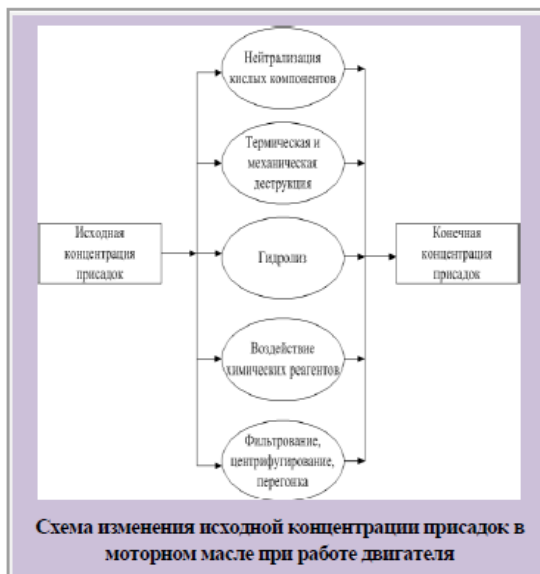 Нейтрализация
кислых компонентов
Термическая и
механическая
деструкция
Исходная
концентрация
присадок
Гидролиз
Конечная
концентрация
присадок
Воздействие
химических реагентов
Фильтрование,
центрифугирование,
перегонка
Схема изменения исходной концентрации присадок в
моторном масле при работе двигателя